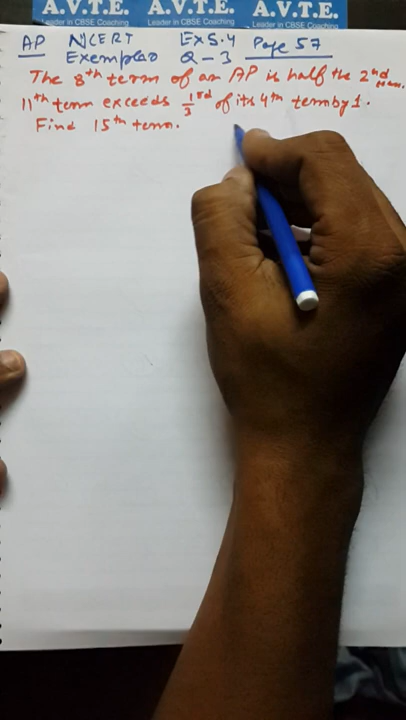 A.V.T.E. A.V.T.E. A.V.T.E.
Leader in CBSE Coaching Leader in CBSE Coaching Leader in CBSE Coaching
AP NCERT Ex 5.4 Page 57
Exemplar Q-3
The 8th term of an AP is half the 2nd term.
11th term exceeds 1/3rd of its 4th term by 1.
Find 15th term.